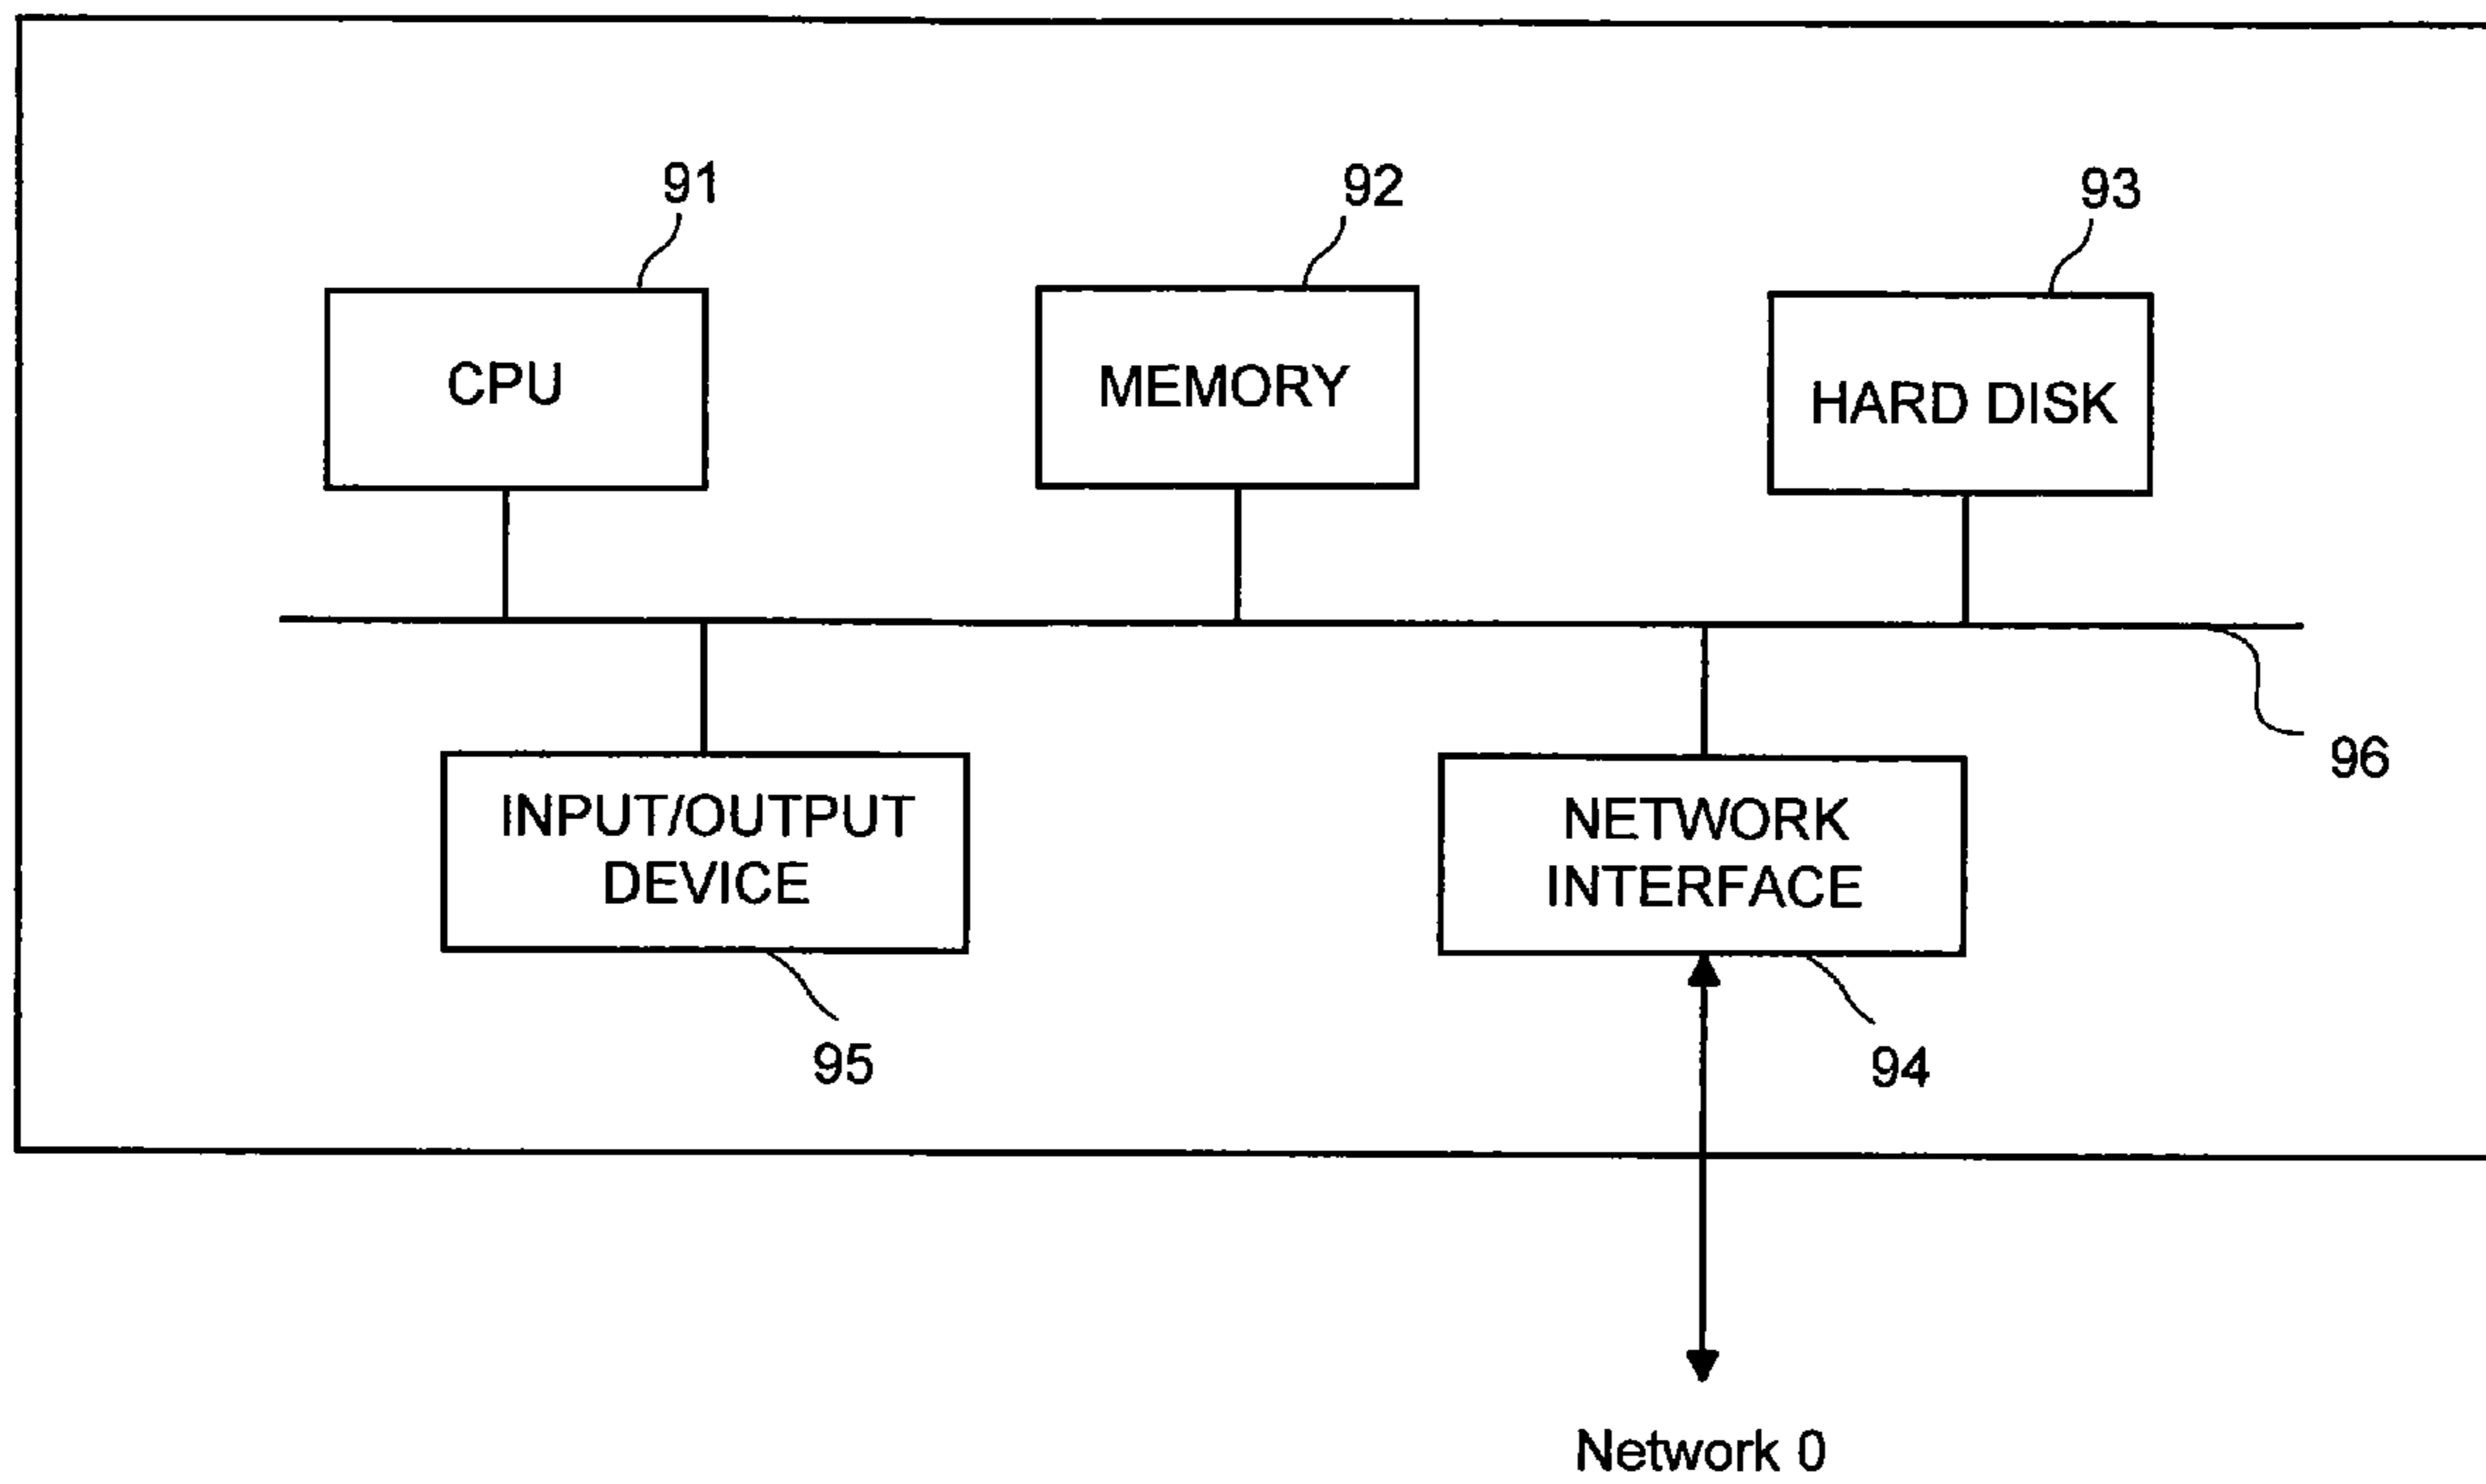 91
92
93
CPU
MEMORY
HARD DISK
96
INPUT/OUTPUT
DEVICE
NETWORK
INTERFACE
95
94
Network 0